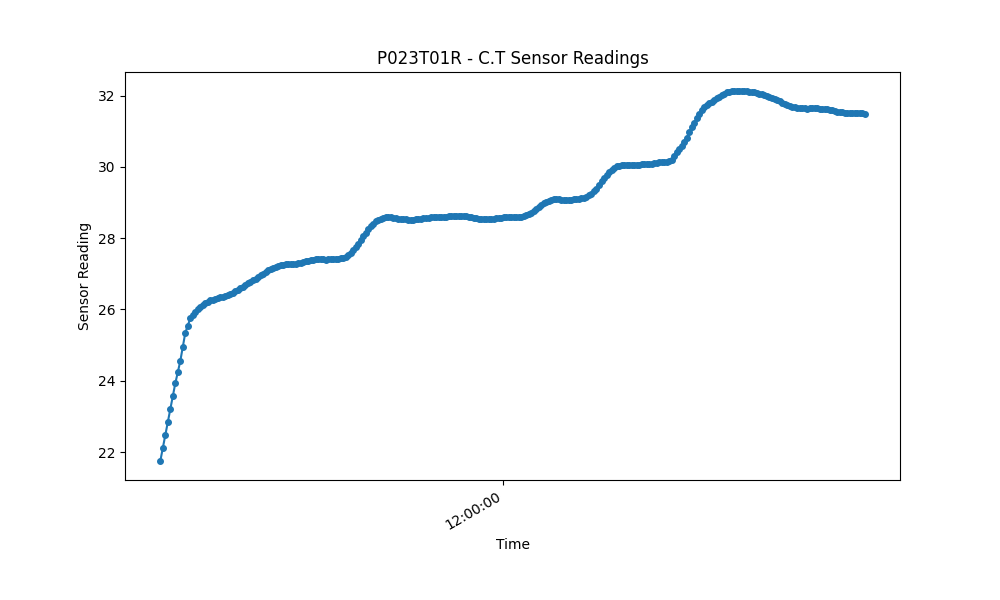 P023T01R - C.T Sensor Readings
32
30
28
26
24
22
Sensor Reading
12:00:00
Time